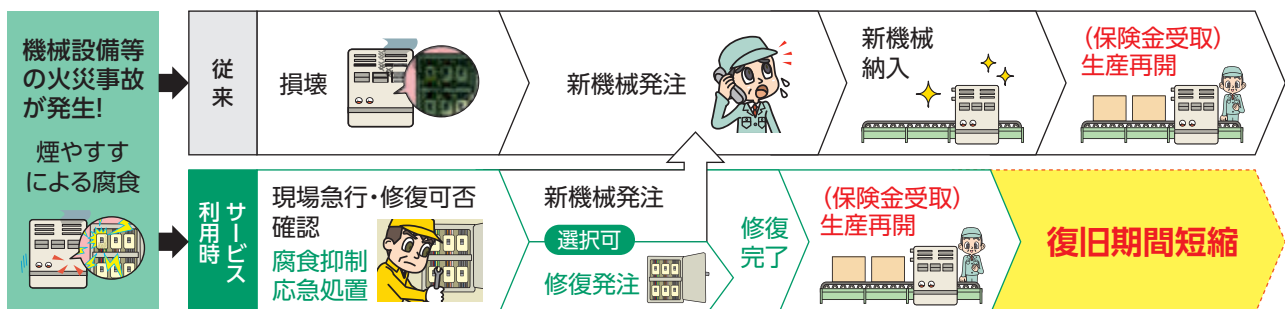 機械設備等
の火災事故
が発生!
煙やすす
による腐食
従来
損壊
新機械発注
新機械
納入
(保険金受取)
生産再開
サービス
利用時
現場急行・修復可否
確認
腐食抑制
応急処置
新機械発注
選択可
修復発注
修復
完了
(保険金受取)
生産再開
復旧期間短縮